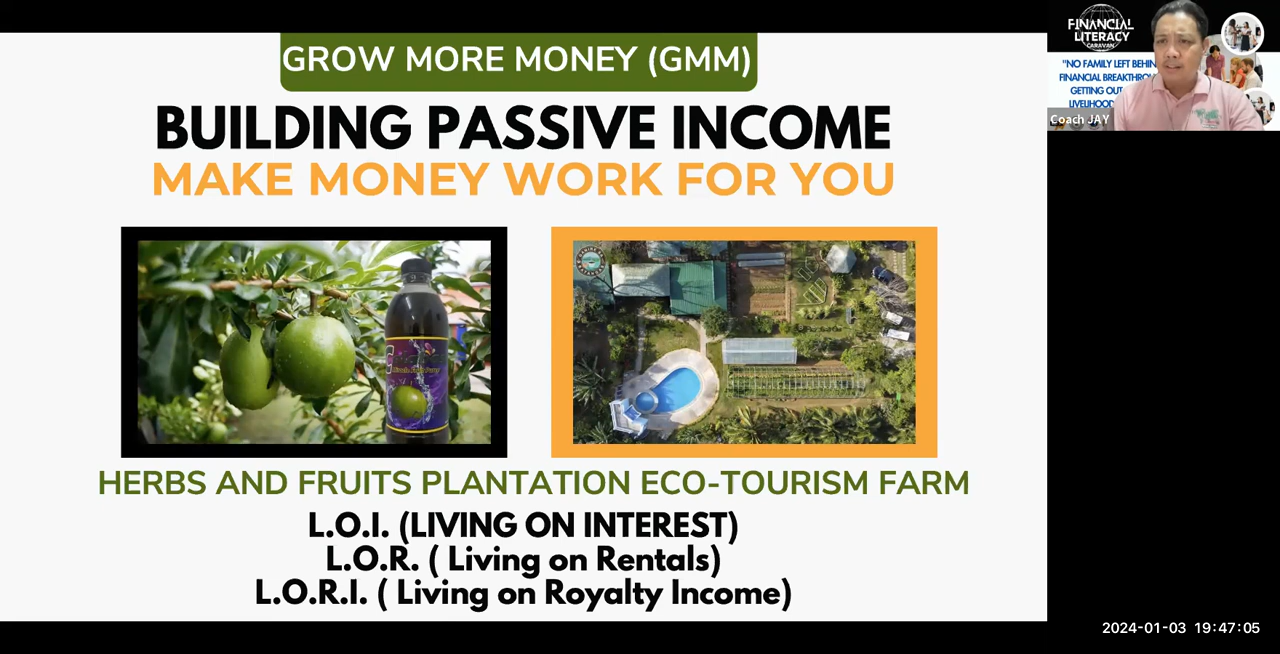 GROW MORE MONEY (GMM)
BUILDING PASSIVE INCOME
MAKE MONEY WORK FOR YOU
HERBS AND FRUITS PLANTATION ECO-TOURISM FARM
L.O.I. (LIVING ON INTEREST)
L.O.R. ( Living on Rentals)
L.O.R.I. ( Living on Royalty Income)
FINANCIAL
LITERACY
CARAVAN
"NO FAMILY LEFT BEHIN
FINANCIAL BREAKTHRO
GETTING OUT
LIVELIHOOD
Coach JAY
2024-01-03 19:47:05